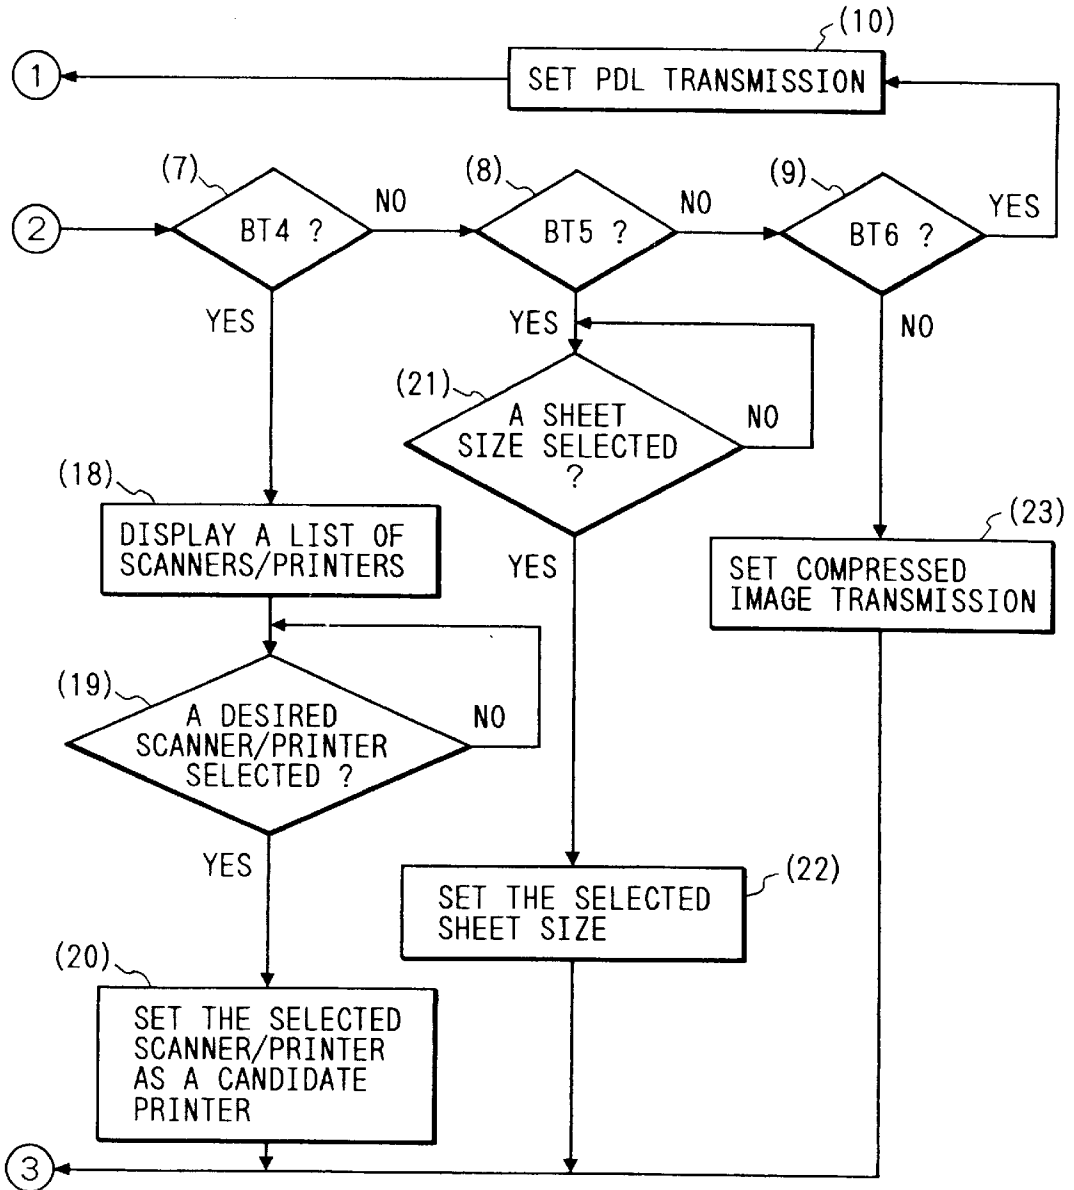 (10)
1
SET PDL TRANSMISSION
(7)
(8)
(9)
2
BT4 ?
NO
BT5 ?
NO
BT6 ?
YES
YES
YES
NO
(21)
A SHEET
SIZE SELECTED
?
NO
(18)
DISPLAY A LIST OF
SCANNERS/PRINTERS
YES
(23)
SET COMPRESSED
IMAGE TRANSMISSION
(19)
A DESIRED
SCANNER/PRINTER
SELECTED ?
NO
YES
(22)
SET THE SELECTED
SHEET SIZE
(20)
SET THE SELECTED
SCANNER/PRINTER
AS A CANDIDATE
PRINTER
3